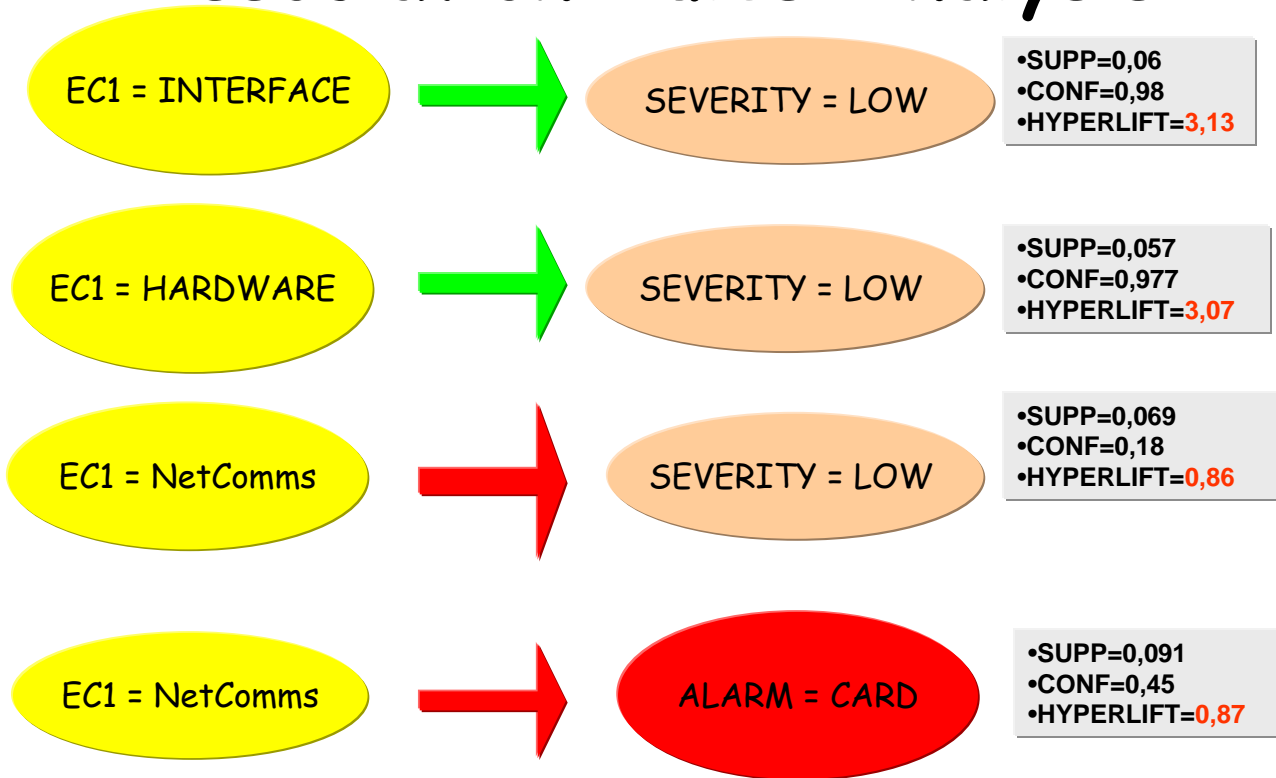 EC1 = INTERFACE
SEVERITY = LOW
•SUPP=0,06
•CONF=0,98
•HYPERLIFT=3,13
EC1 = HARDWARE
SEVERITY = LOW
•SUPP=0,057
•CONF=0,977
•HYPERLIFT=3,07
EC1 = NetComms
SEVERITY = LOW
•SUPP=0,069
•CONF=0,18
•HYPERLIFT=0,86
EC1 = NetComms
ALARM = CARD
•SUPP=0,091
•CONF=0,45
•HYPERLIFT=0,87